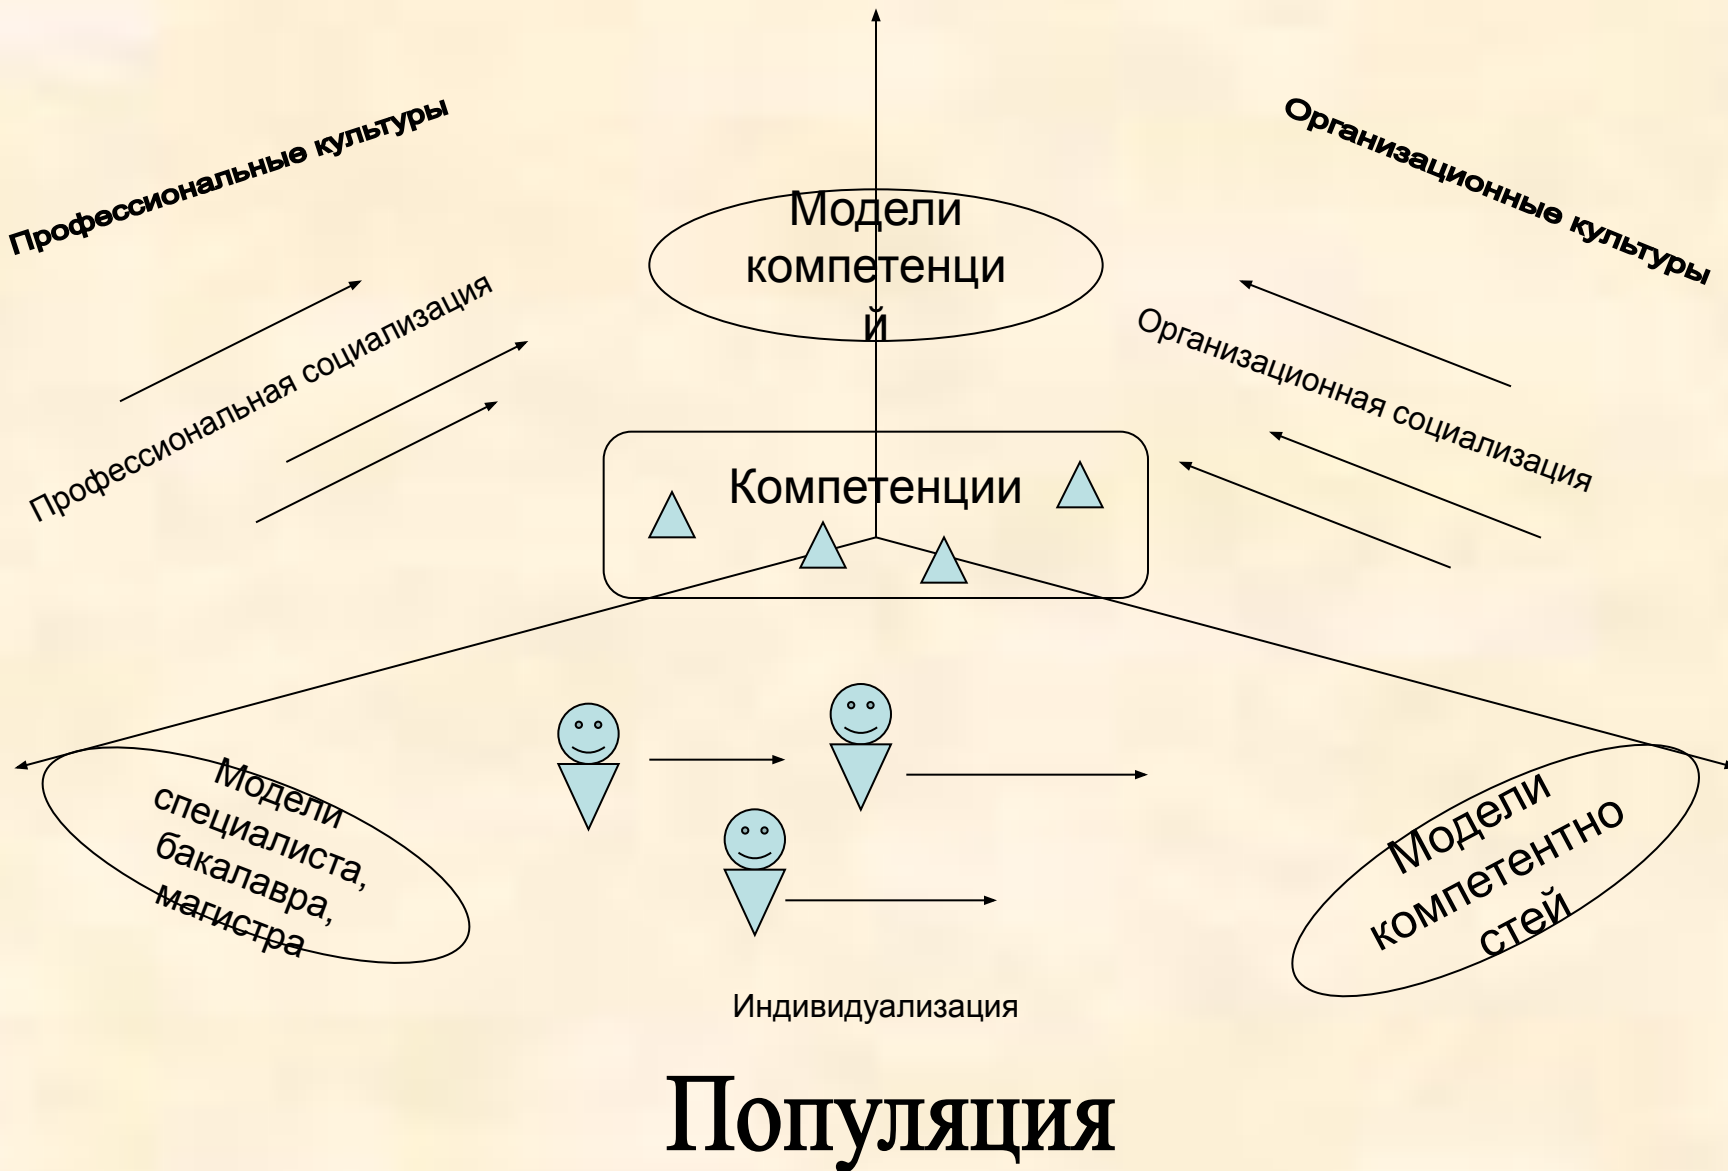 Профессиональные культуры
Организационные культуры
Модели
компетенци
й
Профессиональная социализация
Организационная социализация
Компетенции
Модели
специалиста,
бакалавра,
магистра
Модели
компетентно
стей
Индивидуализация
Популяция